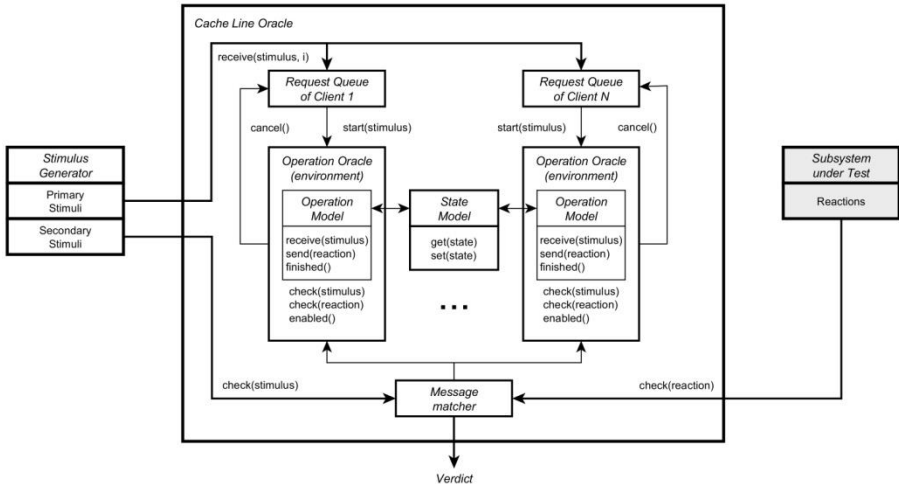 Cache Line Oracle
receive(stimulus, i)
Request Queue
of Client 1
Request Queue
of Client N
cancel()
start(stimulus)
start(stimulus)
cancel()
Stimulus
Generator
Primary
Stimuli
Secondary
Stimuli
Operation Oracle
(environment)
Operation
Model
receive(stimulus)
send(reaction)
finished()
check(stimulus)
check(reaction)
enabled()
State
Model
get(state)
set(state)
...
Operation Oracle
(environment)
Operation
Model
receive(stimulus)
send(reaction)
finished()
check(stimulus)
check(reaction)
enabled()
Subsystem
under Test
Reactions
check(stimulus)
Message
matcher
check(reaction)
Verdict